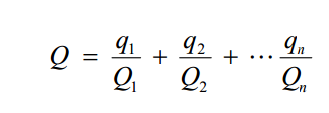 Q = q₁/Q₁ + q₂/Q₂ + ⋯ qₙ/Qₙ